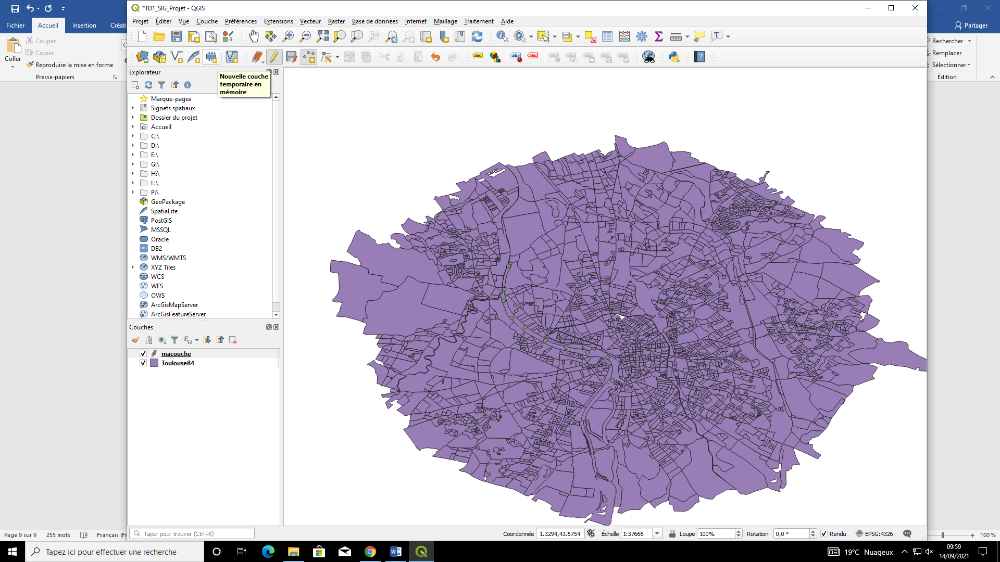 *TD1_SIG_Projet - QGIS
Fichier
Accueil
Insertion
Créati
Partager
Projet
Éditer
Vue
Couche
Préférences
Extensions
Vecteur
Raster
Base de données
Internet
Maillage
Traitement
Aide
Coller
Couper
Copier
Reproduire la mise en forme
Presse-papiers
Rechercher
Remplacer
Sélectionner
Édition
abc
abc
abc
Explorateur
Nouvelle couche
temporaire en
mémoire
Marque-pages
Signets spatiaux
Dossier du projet
Accueil
C:\
D:\
E:\
G:\
H:\
L:\
P:\
GeoPackage
SpatiaLite
PostGIS
MSSQL
Oracle
DB2
WMS/WMTS
XYZ Tiles
WCS
WFS
OWS
ArcGisMapServer
ArcGisFeatureServer
Couches
macouche
Toulouse84
Taper pour trouver (Ctrl+K)
Coordonnée
1.3294,43.6754
Échelle
1:37666
Loupe
100%
Rotation
0,0 °
Rendu
EPSG:4326
Page 9 sur 9
255 mots
Français (Fr
100 %
Tapez ici pour effectuer une recherche
19°C Nuageux
09:59
14/09/2021